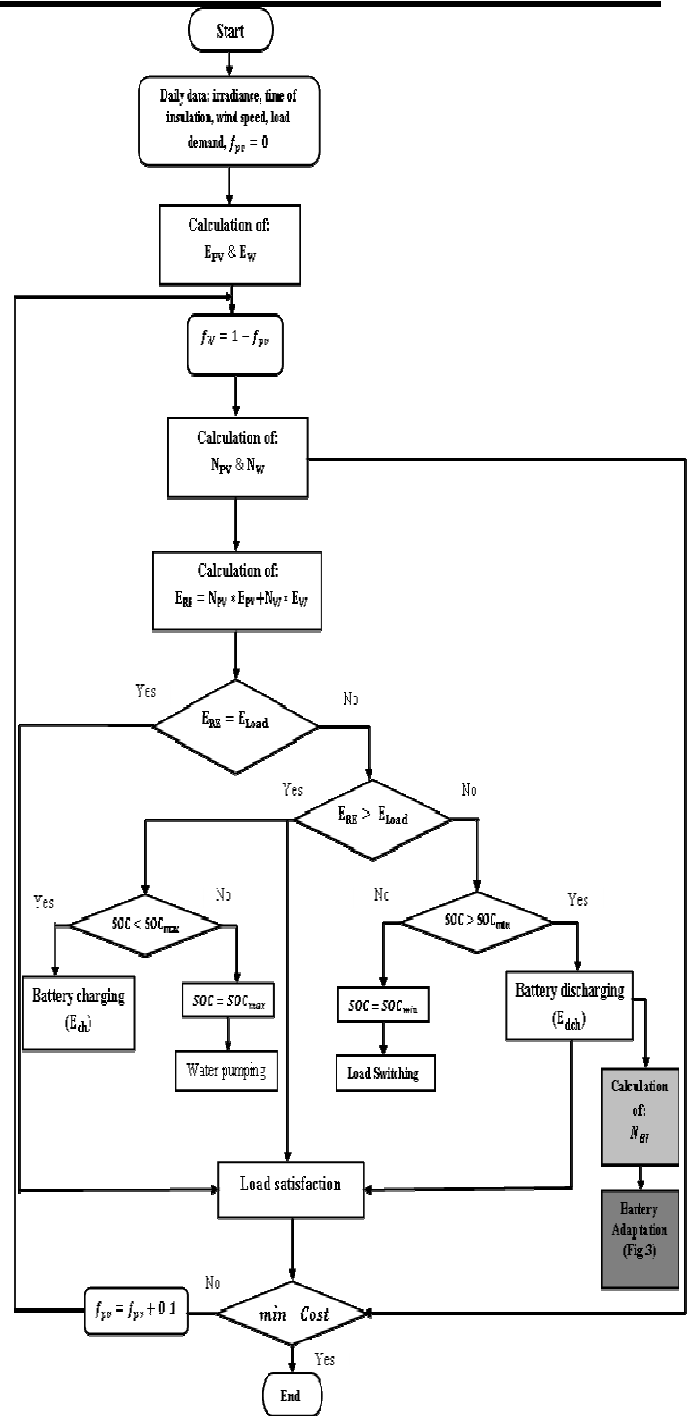 Start
Daily data: irradiance, time of
insulation, wind speed, load
demand, f_pv = 0
Calculation of:
E_PV & E_W
f_W = 1 − f_pv
Calculation of:
N_PV & N_W
Calculation of:
E_RE = N_PV * E_PV + N_W * E_W
Yes
No
E_RE = E_Load
Yes
No
E_RE > E_Load
Yes
No
SOC < SOC_max
No
Yes
SOC > SOC_min
Battery charging
(E_ch)
SOC = SOC_max
Water pumping
SOC = SOC_min
Load Switching
Battery discharging
(E_dch)
Calculation
of:
Battery
Adaptation
(Fig 3)
Load satisfaction
No
f_pv = f_pv + 0.1
min Cost
Yes
End